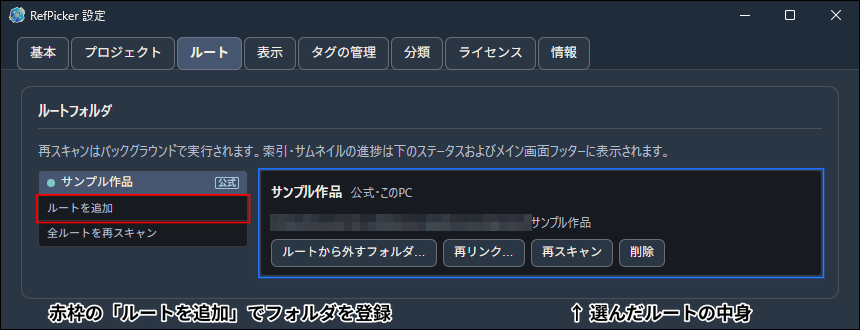 RefPicker 設定
基本 プロジェクト ルート 表示 タグの管理 分類 ライセンス 情報
ルートフォルダ
再スキャンはバックグラウンドで実行されます。索引・サムネイルの進捗は下のステータスおよびメイン画面フッターに表示されます。
サンプル作品 公式
ルートを追加
全ルートを再スキャン
サンプル作品 公式・このPC
サンプル作品
ルートから外すフォルダ... 再リンク... 再スキャン 削除
赤枠の「ルートを追加」でフォルダを登録
↑ 選んだルートの中身